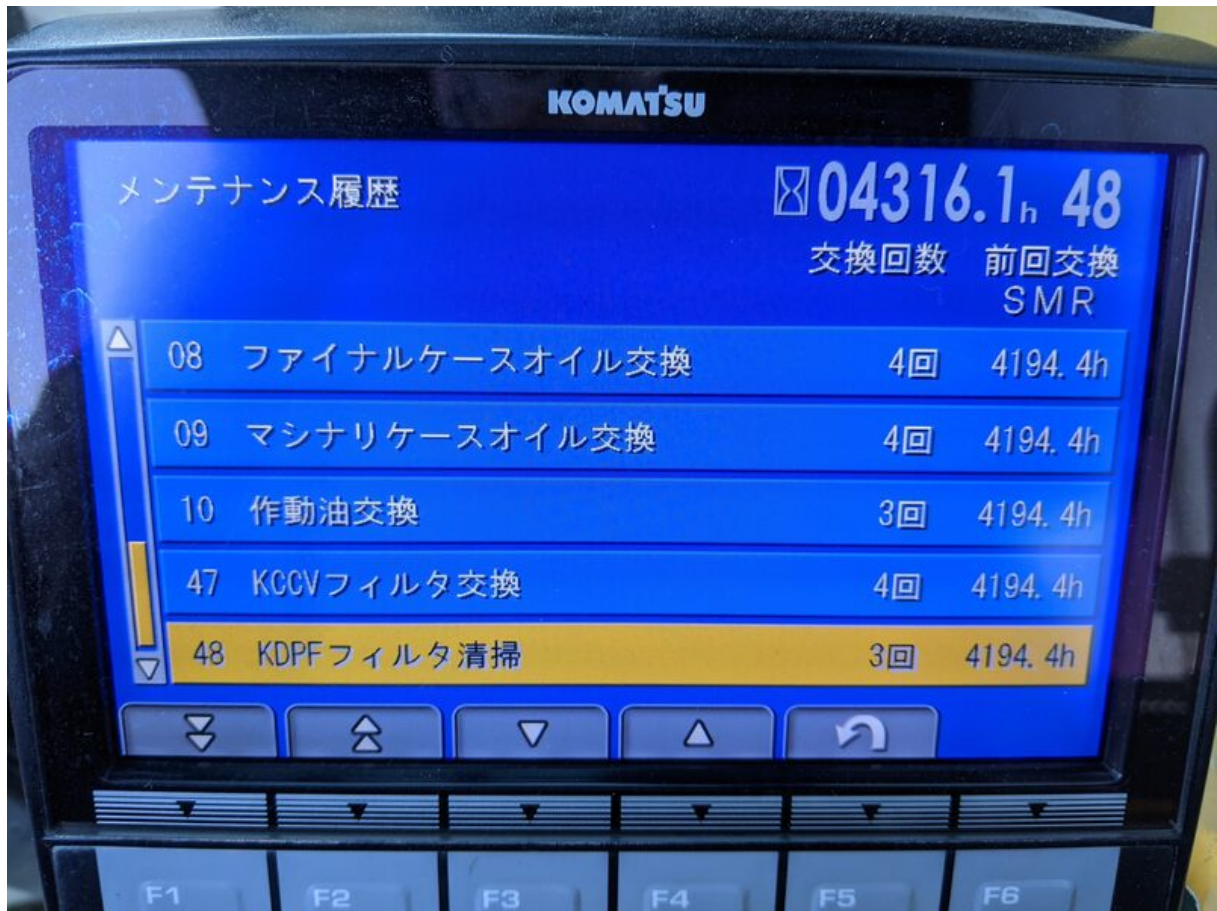 KOMATSU
メンテナンス履歴 04316.1h 48
交換回数 前回交換
SMR
08 ファイナルケースオイル交換 4回 4194.4h
09 マシナリケースオイル交換 4回 4194.4h
10 作動油交換 3回 4194.4h
47 KCCVフィルタ交換 4回 4194.4h
48 KDPFフィルタ清掃 3回 4194.4h
F1 F2 F3 F4 F5 F6